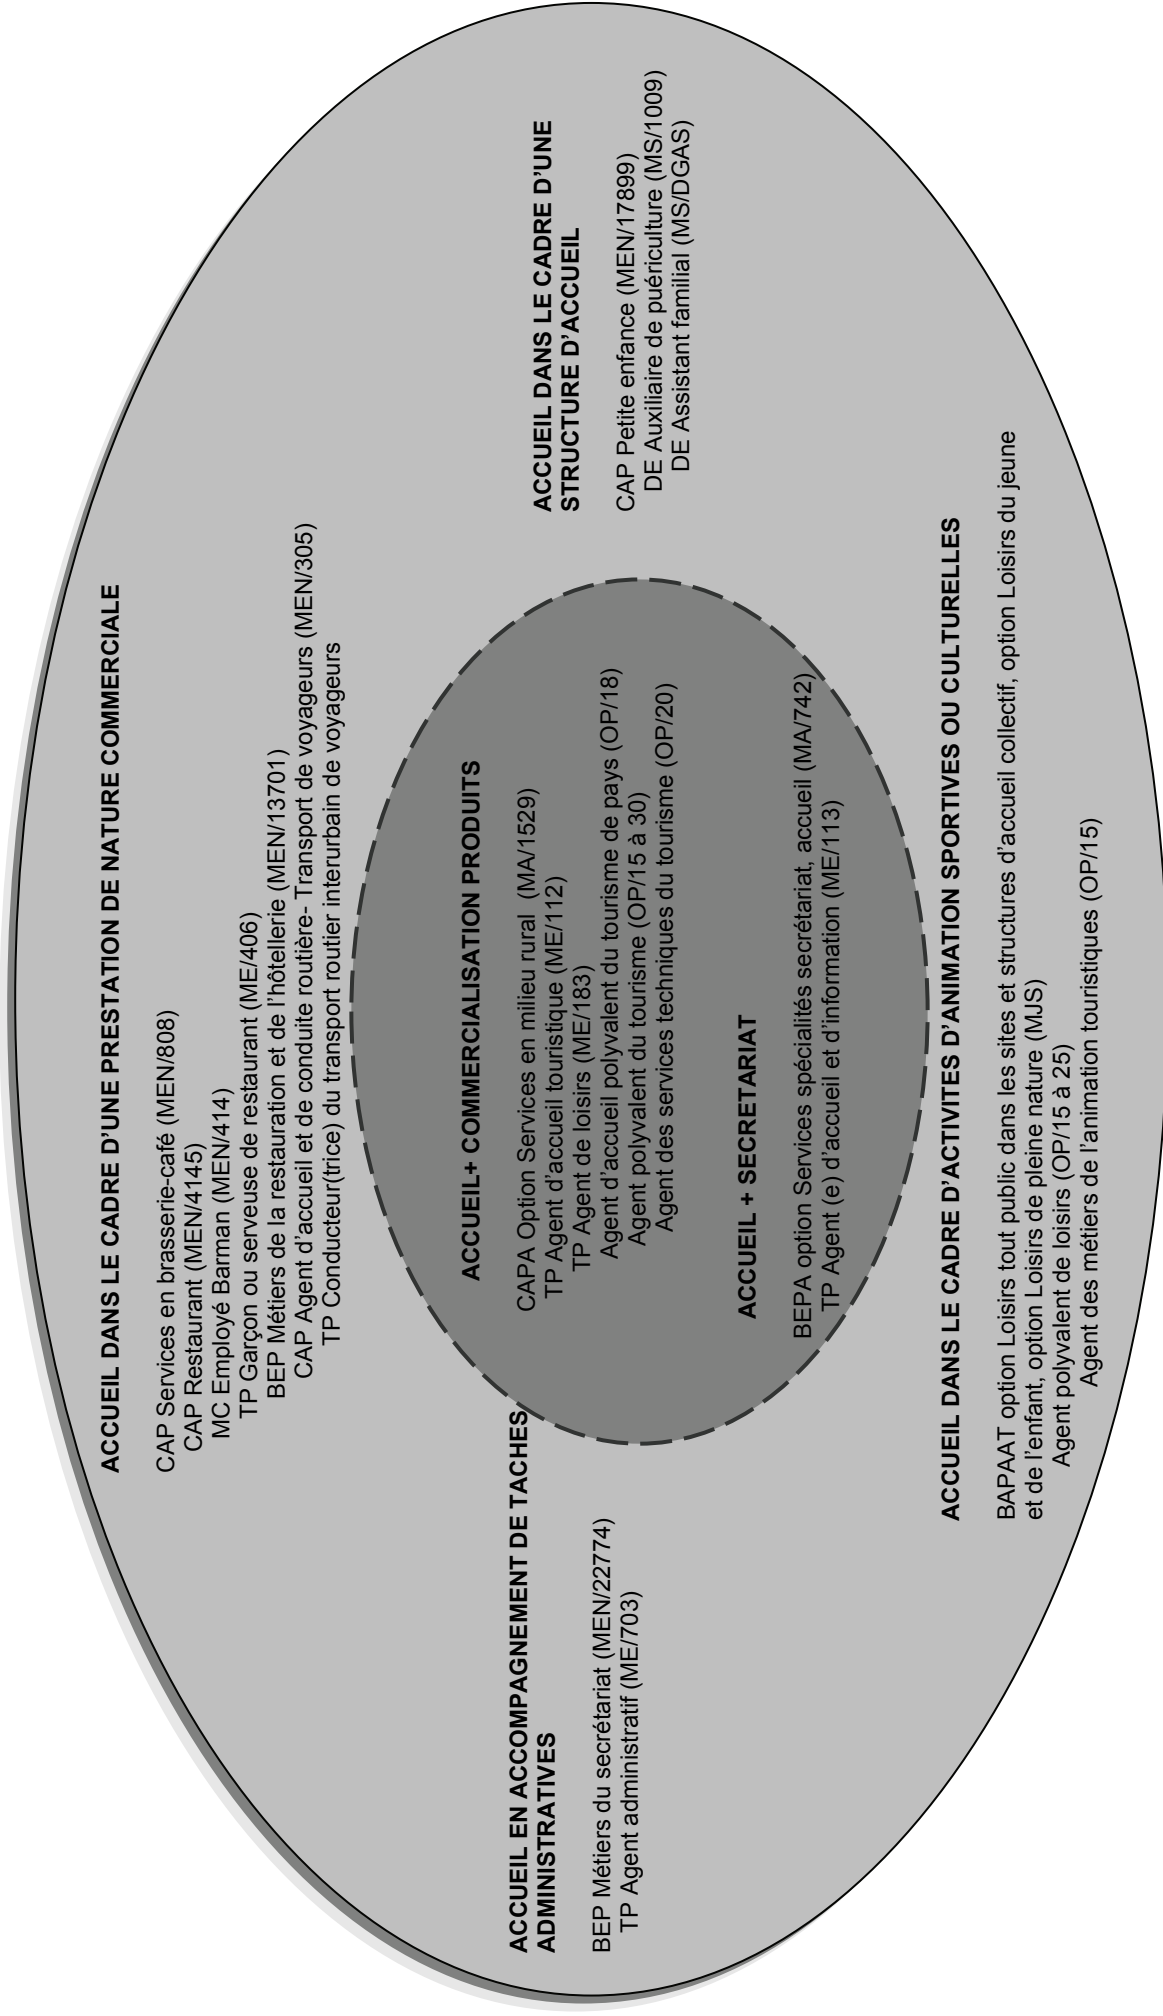 ACCUEIL DANS LE CADRE D'UNE PRESTATION DE NATURE COMMERCIALE
CAP Services en brasserie-café (MEN/808)
CAP Restaurant (MEN/4145)
MC Employé Barman (MEN/414)
TP Garçon ou serveuse de restaurant (ME/406)
BEP Métiers de la restauration et de l'hôtellerie (MEN/13701)
CAP Agent d'accueil et de conduite routière- Transport de voyageurs (MEN/305)
TP Conducteur(trice) du transport routier interurbain de voyageurs
ACCUEIL EN ACCOMPAGNEMENT DE TACHES
ADMINISTRATIVES
BEP Métiers du secrétariat (MEN/22774)
TP Agent administratif (ME/703)
ACCUEIL+ COMMERCIALISATION PRODUITS
CAPA Option Services en milieu rural  (MA/1529)
TP Agent d'accueil touristique (ME/112)
TP Agent de loisirs (ME/183)
Agent d'accueil polyvalent du tourisme de pays (OP/18)
Agent polyvalent du tourisme (OP/15 à 30)
Agent des services techniques du tourisme (OP/20)
ACCUEIL + SECRETARIAT
BEPA option Services spécialités secrétariat, accueil (MA/742)
TP Agent (e) d'accueil et d'information (ME/113)
ACCUEIL DANS LE CADRE D'UNE
STRUCTURE D'ACCUEIL
CAP Petite enfance (MEN/17899)
DE Auxiliaire de puériculture (MS/1009)
DE Assistant familial (MS/DGAS)
ACCUEIL DANS LE CADRE D'ACTIVITES D'ANIMATION SPORTIVES OU CULTURELLES
BAPAAT option Loisirs tout public dans les sites et structures d'accueil collectif, option Loisirs du jeune
et de l'enfant, option Loisirs de pleine nature (MJS)
Agent polyvalent de loisirs (OP/15 à 25)
Agent des métiers de l'animation touristiques (OP/15)